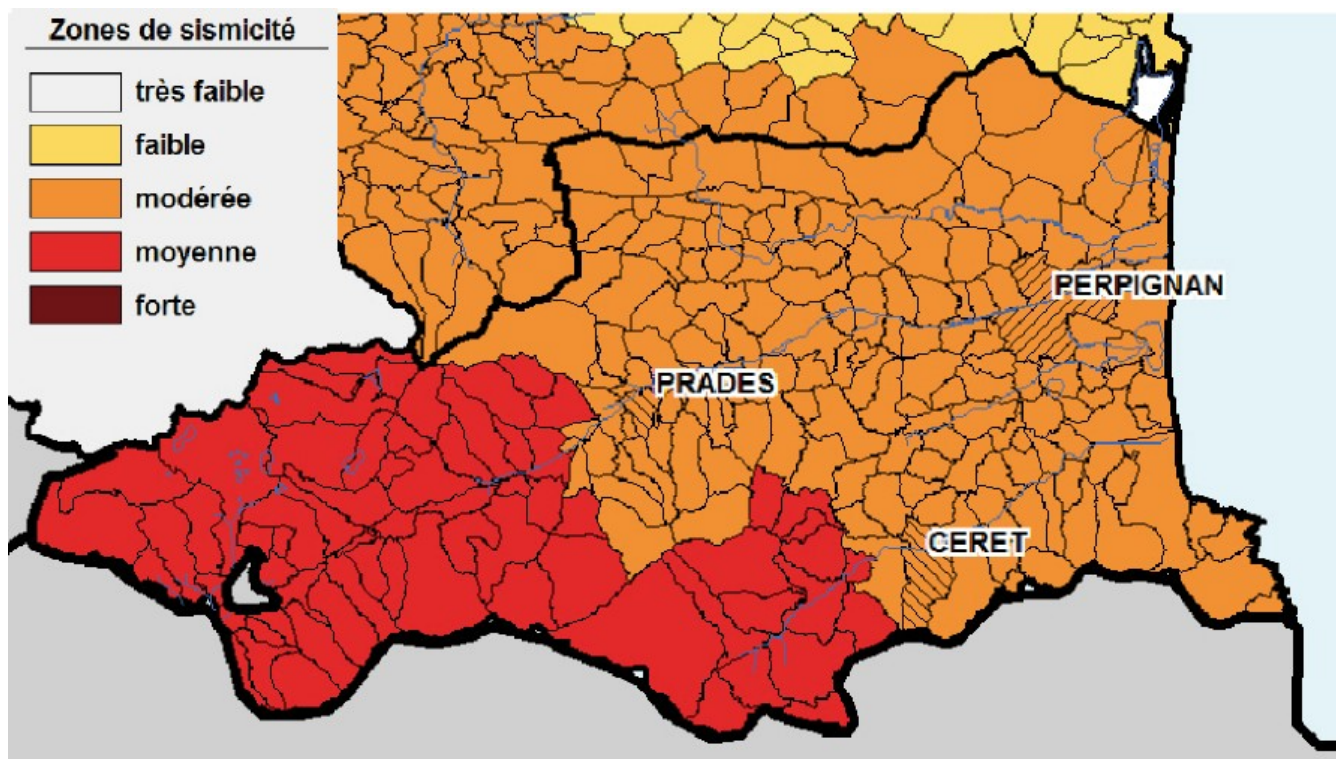 Zones de sismicité
très faible
faible
modérée
moyenne
forte
PERPIGNAN
PRADES
CERET